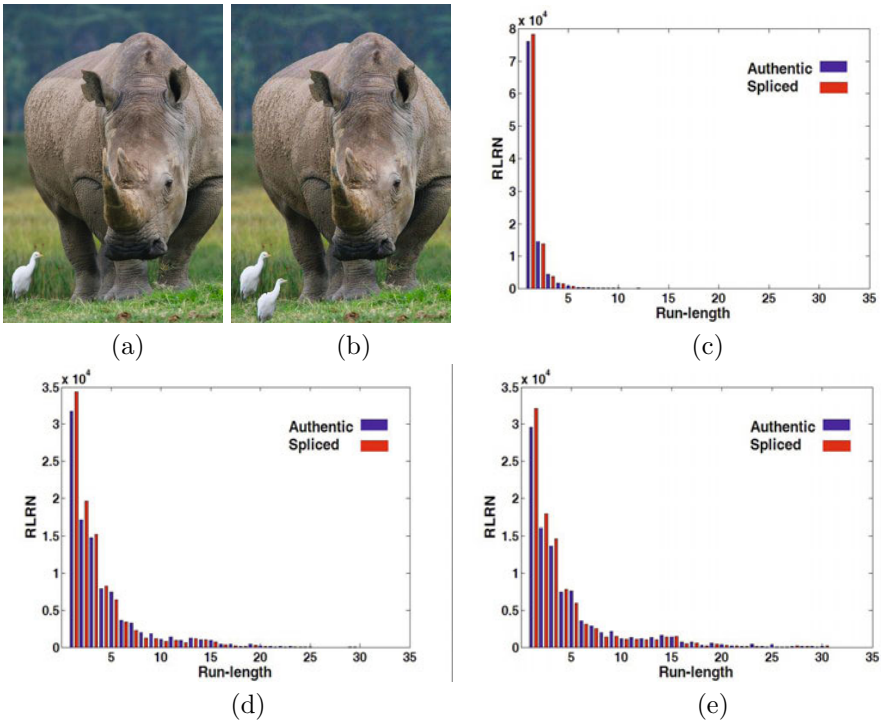 (a)
(b)
x 10⁴
8
7
6
5
4
3
2
1
0
RLRN
5 10 15 20 25 30 35
Run-length
Authentic
Spliced
(c)
x 10⁴
3.5
3
2.5
2
1.5
1
0.5
0
RLRN
5 10 15 20 25 30 35
Run-length
Authentic
Spliced
(d)
x 10⁴
3.5
3
2.5
2
1.5
1
0.5
0
RLRN
5 10 15 20 25 30 35
Run-length
Authentic
Spliced
(e)